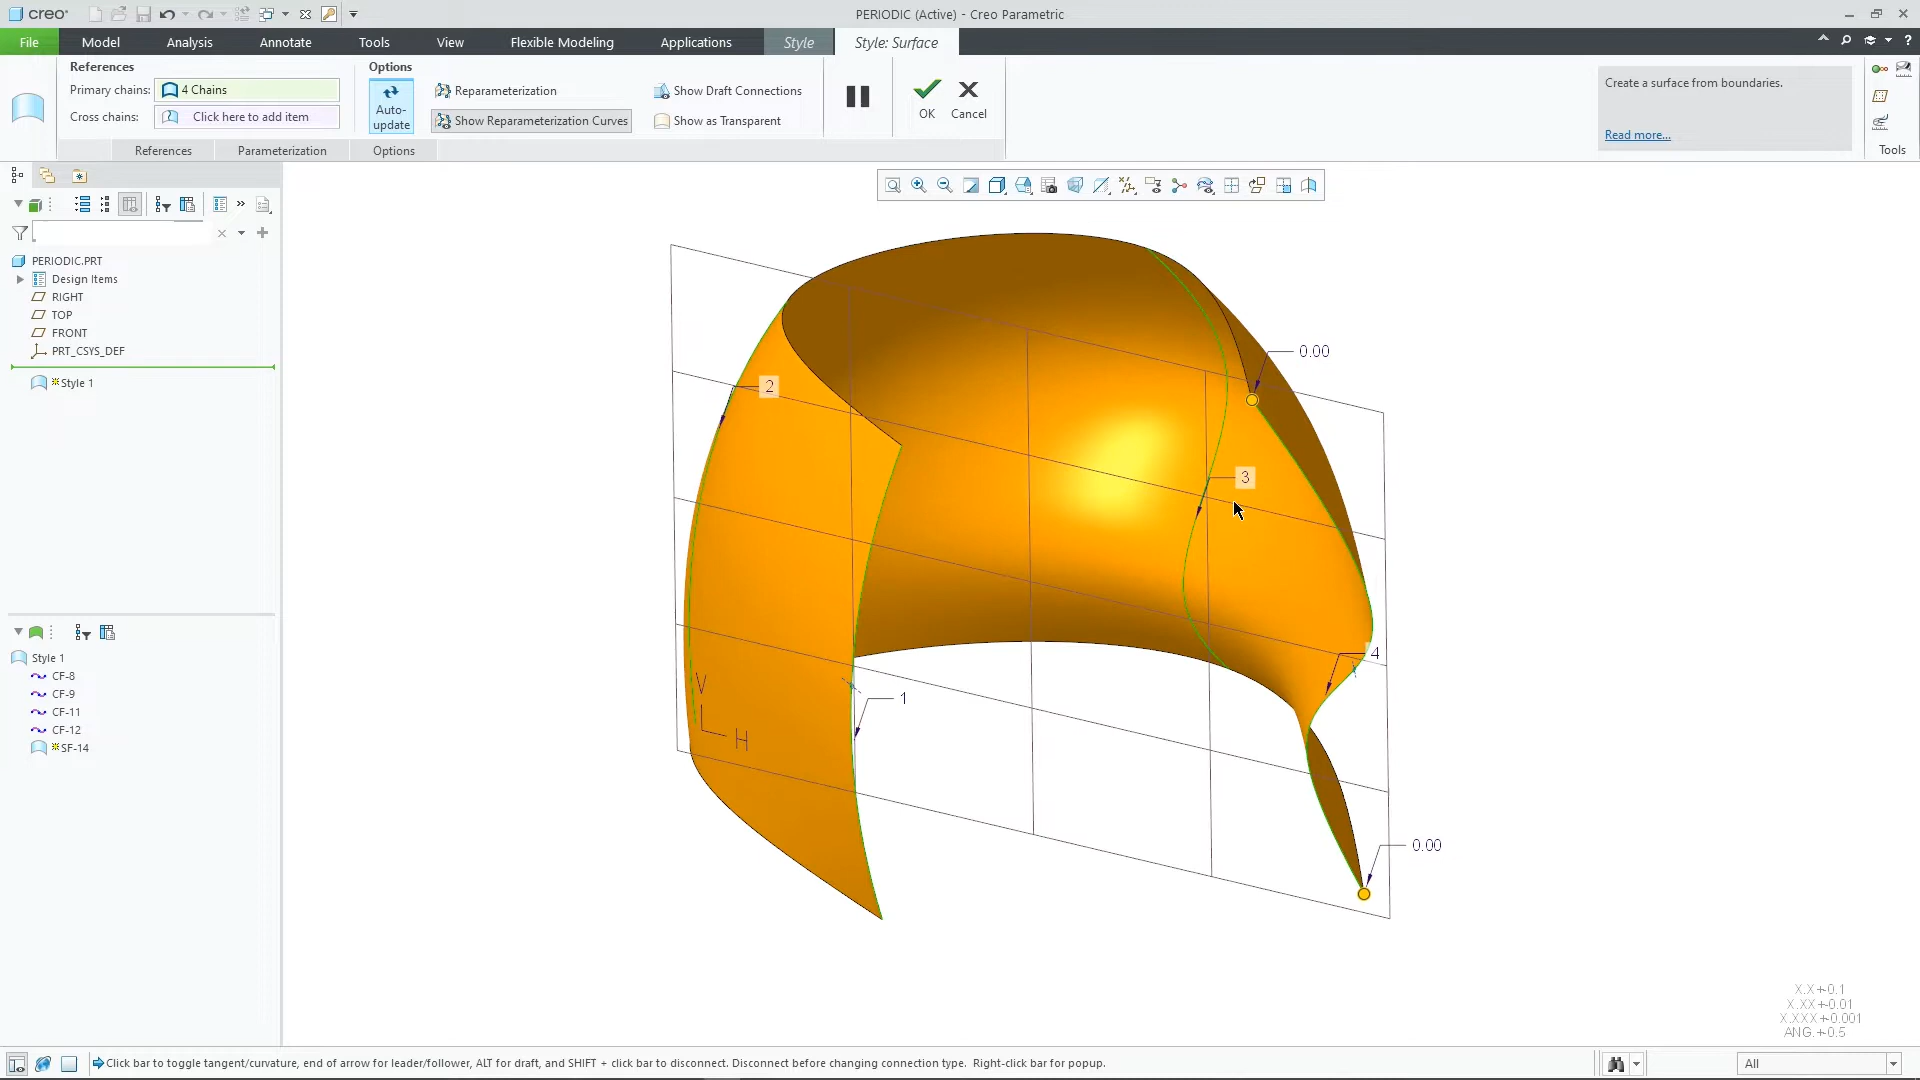 creo
PERIODIC (Active) - Creo Parametric
File
Model
Analysis
Annotate
Tools
View
Flexible Modeling
Applications
Style
Style: Surface
References
Primary chains:
4 Chains
Cross chains:
Click here to add item
Options
Auto-
update
Reparameterization
Show Reparameterization Curves
Show Draft Connections
Show as Transparent
OK
Cancel
Create a surface from boundaries.
Read more...
Tools
References
Parameterization
Options
PERIODIC.PRT
Design Items
RIGHT
TOP
FRONT
PRT_CSYS_DEF
Style 1
Style 1
CF-8
CF-9
CF-11
CF-12
SF-14
0.00
2
3
4
1
V
H
0.00
X.X+-0.1
X.XX+-0.01
X.XXX+-0.001
ANG.+-0.5
Click bar to toggle tangent/curvature, end of arrow for leader/follower, ALT for draft, and SHIFT + click bar to disconnect. Disconnect before changing connection type. Right-click bar for popup.
All